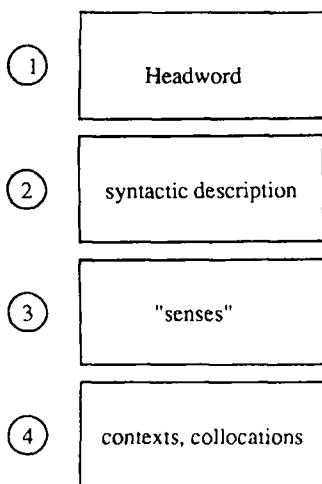 1 Headword
2 syntactic description
3 "senses"
4 contexts, collocations